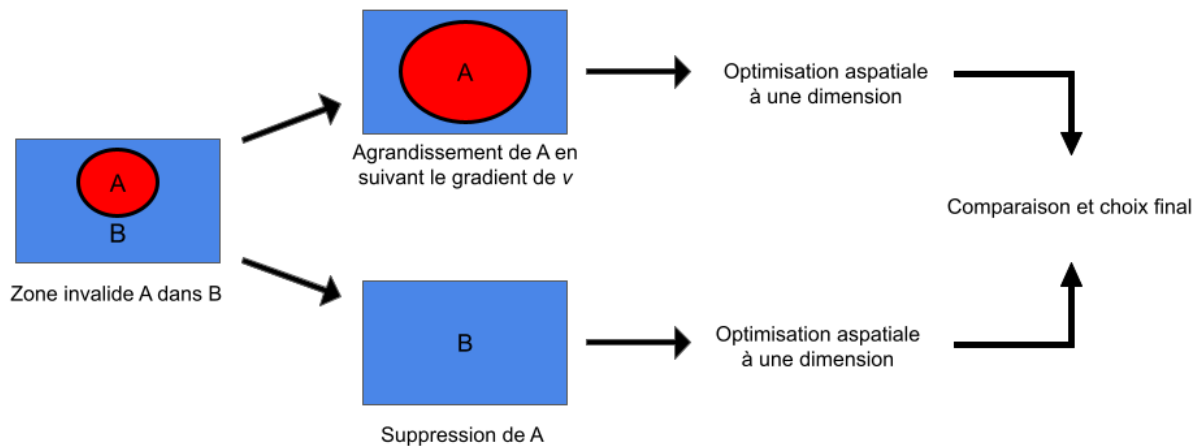 A
B
Zone invalide A dans B
A
Agrandissement de A en
suivant le gradient de v
Optimisation aspatiale
à une dimension
B
Suppression de A
Optimisation aspatiale
à une dimension
Comparaison et choix final